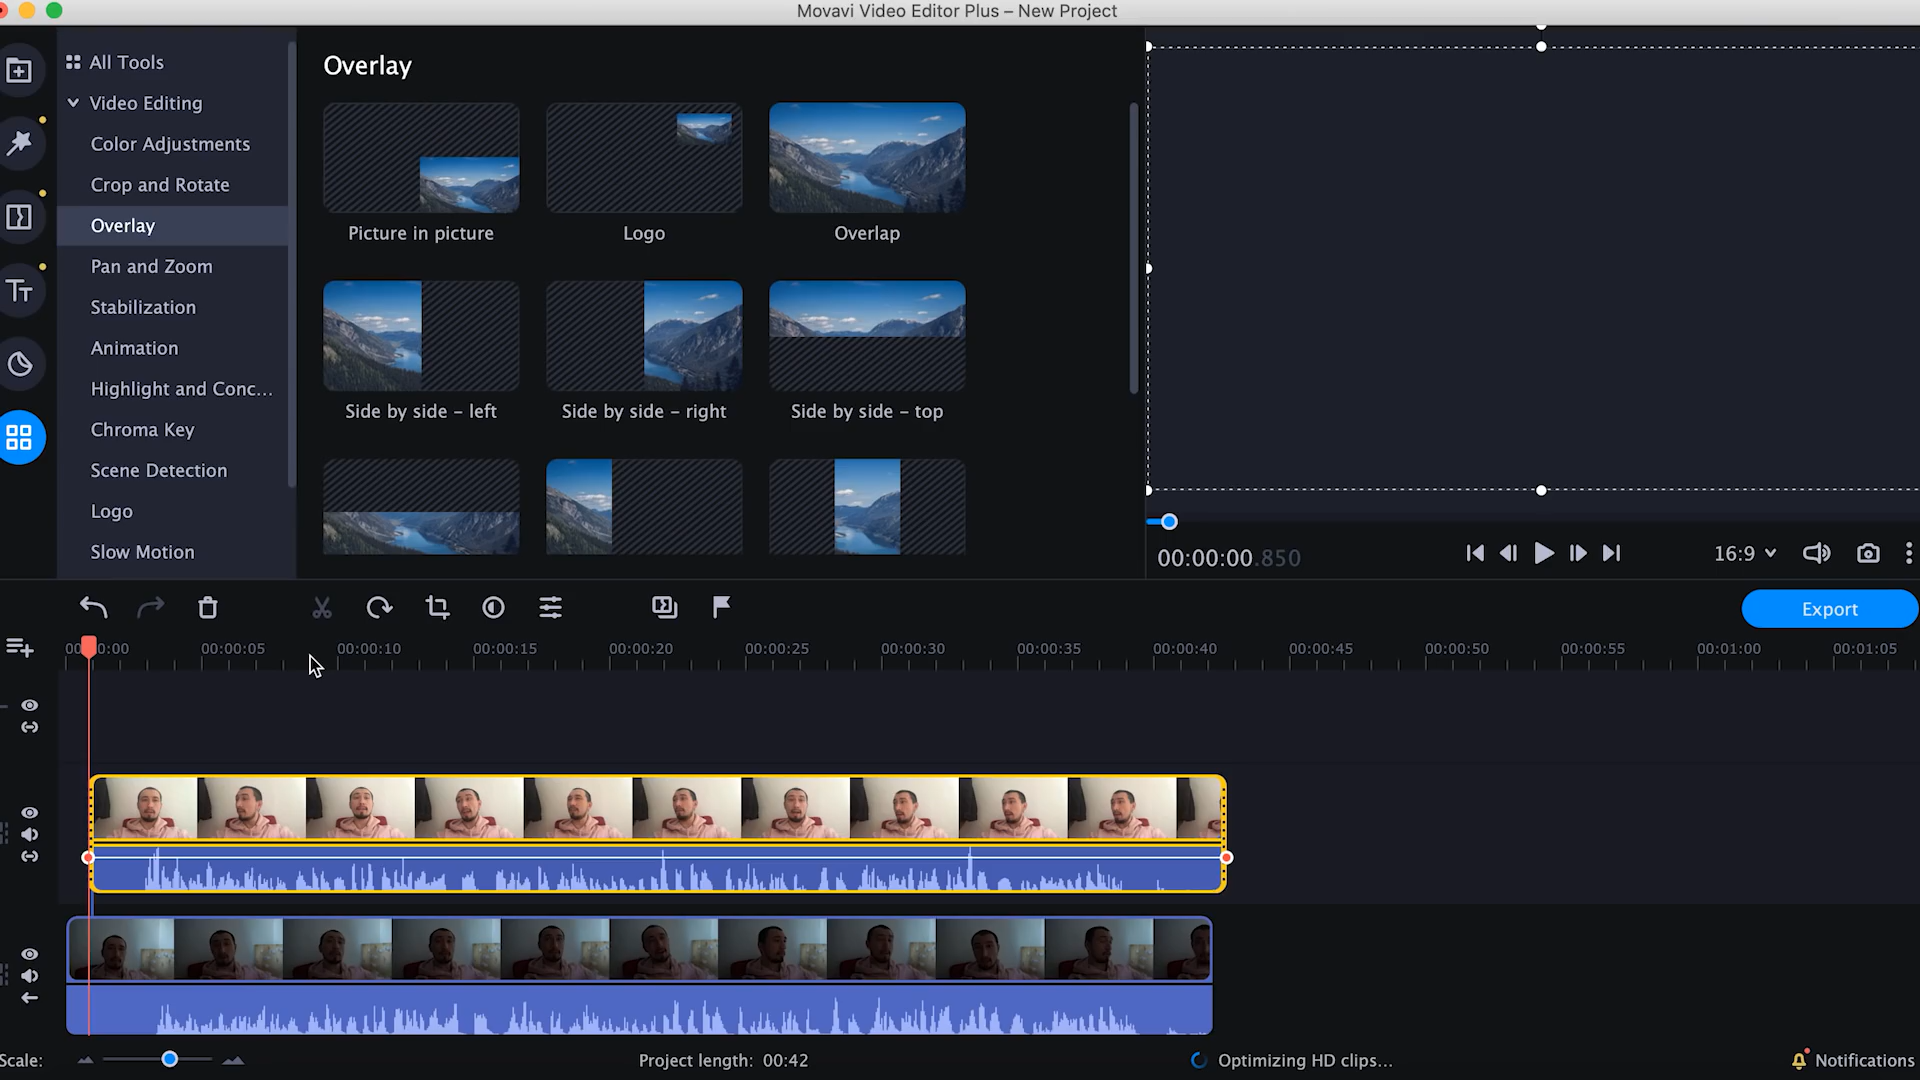 Movavi Video Editor Plus – New Project
All Tools
Video Editing
Color Adjustments
Crop and Rotate
Overlay
Pan and Zoom
Stabilization
Animation
Highlight and Conc...
Chroma Key
Scene Detection
Logo
Slow Motion
Overlay
Picture in picture
Logo
Overlap
Side by side – left
Side by side – right
Side by side – top
00:00:00.850
16:9
Export
00:00:05
00:00:10
00:00:15
00:00:20
00:00:25
00:00:30
00:00:35
00:00:40
00:00:45
00:00:50
00:00:55
00:01:00
00:01:05
Scale:
Project length: 00:42
Optimizing HD clips...
Notifications